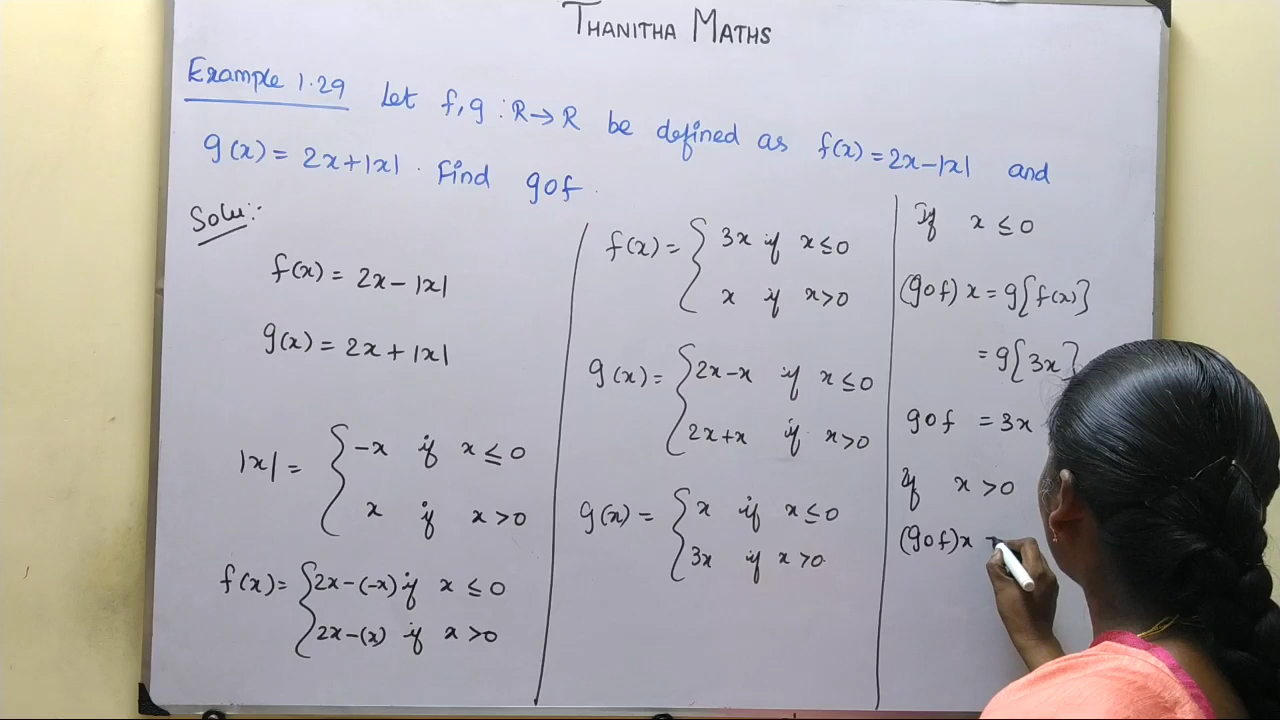 THANITHA MATHS
Example 1.29 Let f, g : R→R be defined as f(x) = 2x-|x| and
g(x) = 2x+|x| . Find gof.
Solu:-
f(x) = 2x - |x|
g(x) = 2x + |x|
|x| = { -x if x ≤ 0
x if x > 0
f(x) = { 2x-(-x) if x ≤ 0
2x-(x) if x > 0
f(x) = { 3x if x ≤ 0
x if x > 0
g(x) = { 2x-x if x ≤ 0
2x+x if x > 0
g(x) = { x if x ≤ 0
3x if x > 0.
If x ≤ 0
(gof) x = g{f(x)}
= g{3x}
gof = 3x
If x > 0
(gof)x